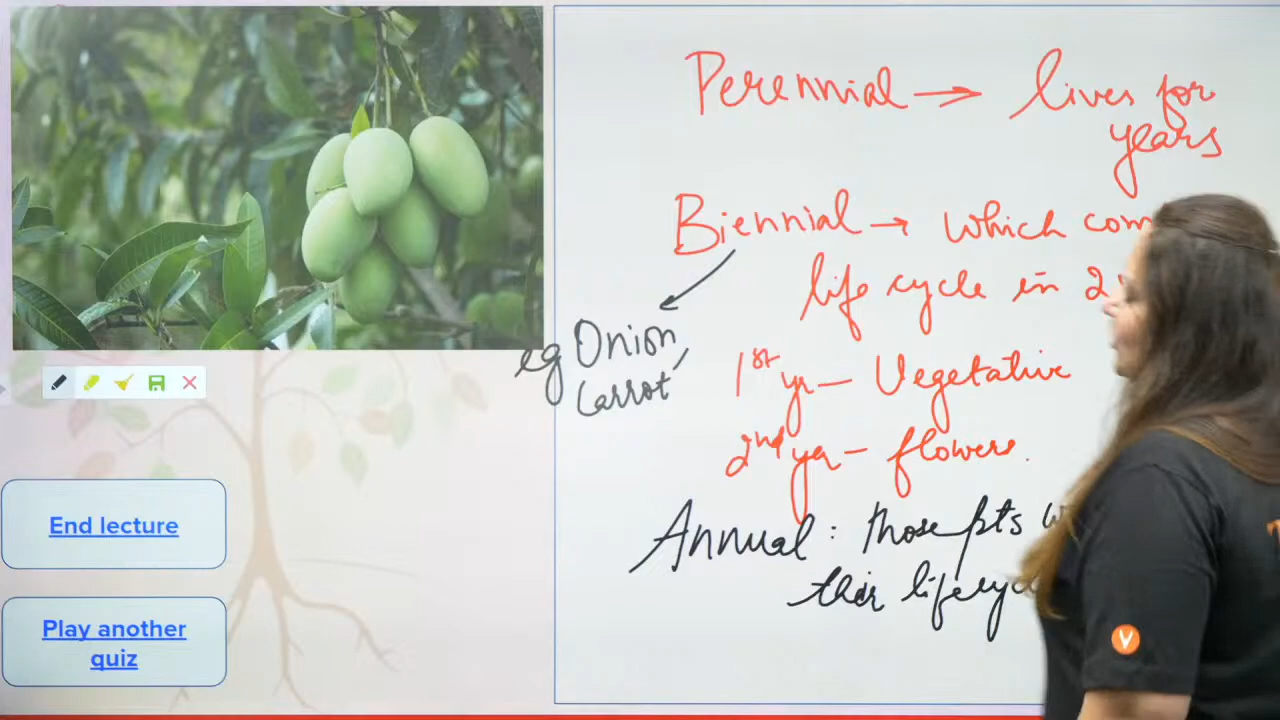 Perennial → lives for
years
Biennial → which com
life cycle in 2
eg Onion
Carrot
1st yr – Vegetative
2nd yr – flowers.
Annual : those pts w
their lifecyc
End lecture
Play another
quiz